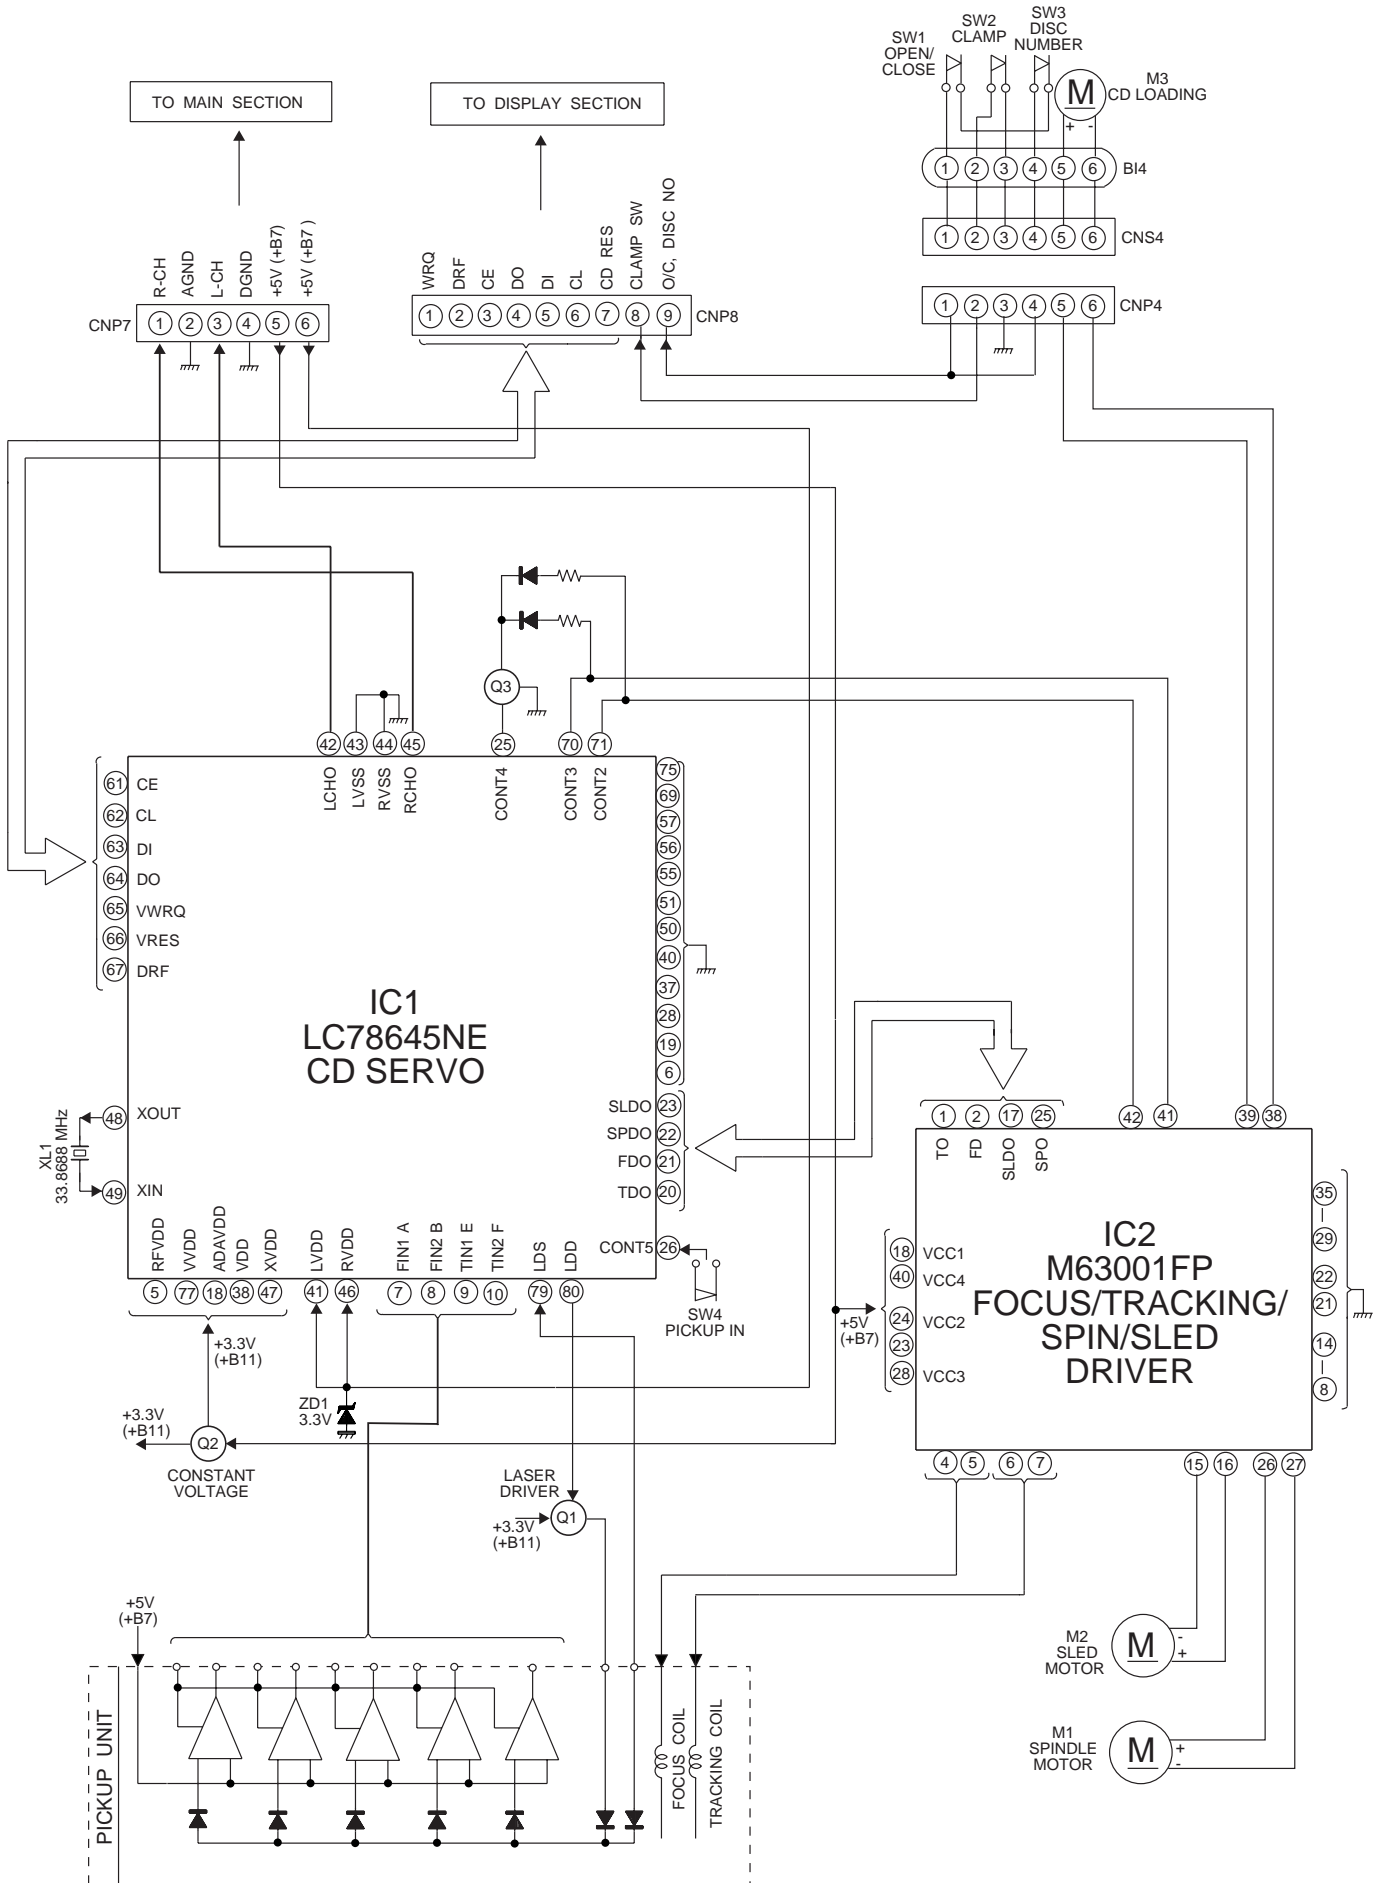 SW1
OPEN/
CLOSE
SW2
CLAMP
SW3
DISC
NUMBER
M
M3
CD LOADING
+ -
TO MAIN SECTION
TO DISPLAY SECTION
1 2 3 4 5 6
BI4
1 2 3 4 5 6
CNS4
R-CH
AGND
L-CH
DGND
+5V (+B7)
+5V (+B7 )
CNP7
1 2 3 4 5 6
WRQ
DRF
CE
DO
DI
CL
CD RES
CLAMP SW
O/C, DISC NO
1 2 3 4 5 6 7 8 9
CNP8
1 2 3 4 5 6
CNP4
Q3
42 43 44 45 25 70 71
LCHO
LVSS
RVSS
RCHO
CONT4
CONT3
CONT2
61 CE
62 CL
63 DI
64 DO
65 VWRQ
66 VRES
67 DRF
75
69
57
56
55
51
50
40
37
28
19
6
IC1
LC78645NE
CD SERVO
SLDO 23
SPDO 22
FDO 21
TDO 20
48 XOUT
XL1
33.8688 MHz
49 XIN
CONT5 26
SW4
PICKUP IN
RFVDD
VVDD
ADAVDD
VDD
XVDD
LVDD
RVDD
FIN1 A
FIN2 B
TIN1 E
TIN2 F
LDS
LDD
5 77 18 38 47 41 46 7 8 9 10 79 80
+3.3V
(+B11)
ZD1
3.3V
+3.3V
(+B11)
Q2
CONSTANT
VOLTAGE
LASER
DRIVER
Q1
+3.3V
(+B11)
1 2 17 25 42 41 39 38
TO
FD
SLDO
SPO
IC2
M63001FP
FOCUS/TRACKING/
SPIN/SLED
DRIVER
18 VCC1
40 VCC4
24 VCC2
23
28 VCC3
+5V
(+B7)
35
29
22
21
14
8
4 5 6 7 15 16 26 27
M2
SLED
MOTOR
M
-
+
M1
SPINDLE
MOTOR
M
+
-
+5V
(+B7)
PICKUP UNIT
FOCUS COIL
TRACKING COIL